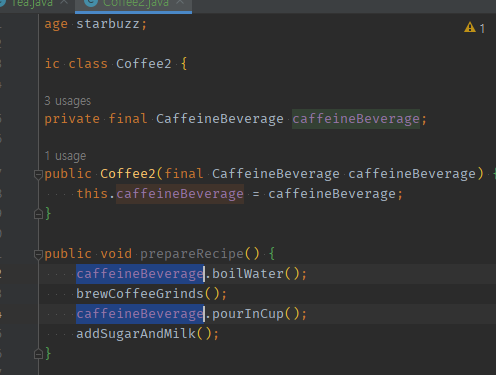 Tea.java Coffee2.java
age starbuzz;
1
ic class Coffee2 {
3 usages
private final CaffeineBeverage caffeineBeverage;
1 usage
public Coffee2(final CaffeineBeverage caffeineBeverage) {
this.caffeineBeverage = caffeineBeverage;
}
public void prepareRecipe() {
caffeineBeverage.boilWater();
brewCoffeeGrinds();
caffeineBeverage.pourInCup();
addSugarAndMilk();
}